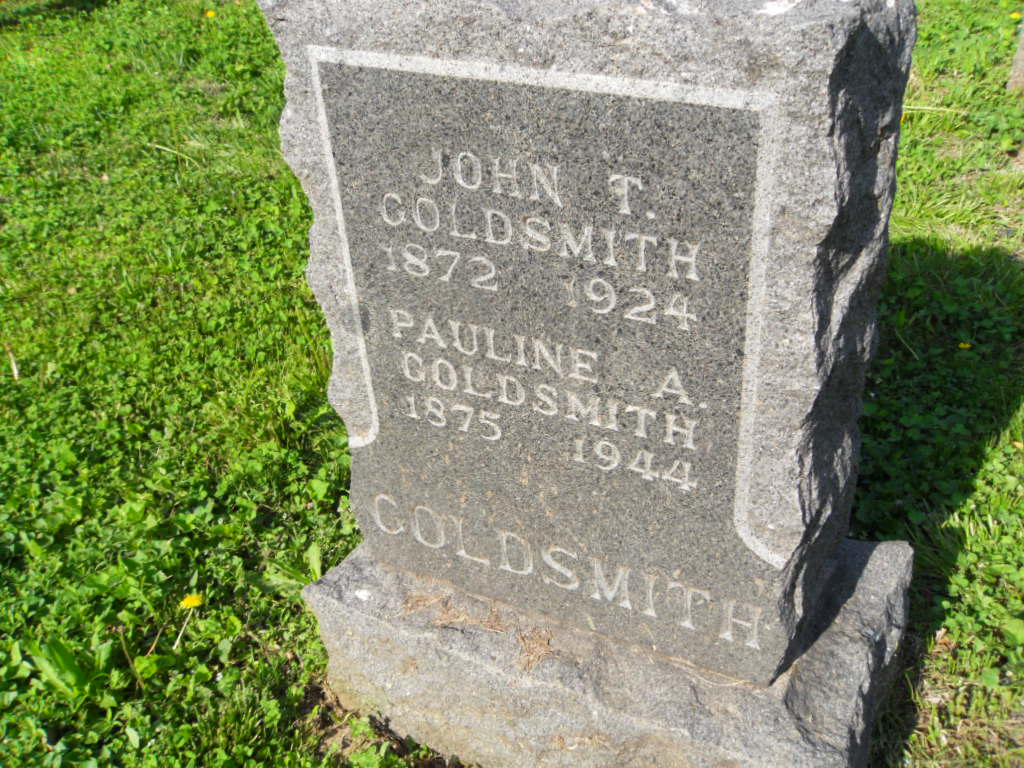 JOHN T.
GOLDSMITH
1872 1924
PAULINE A.
GOLDSMITH
1875 1944
GOLDSMITH